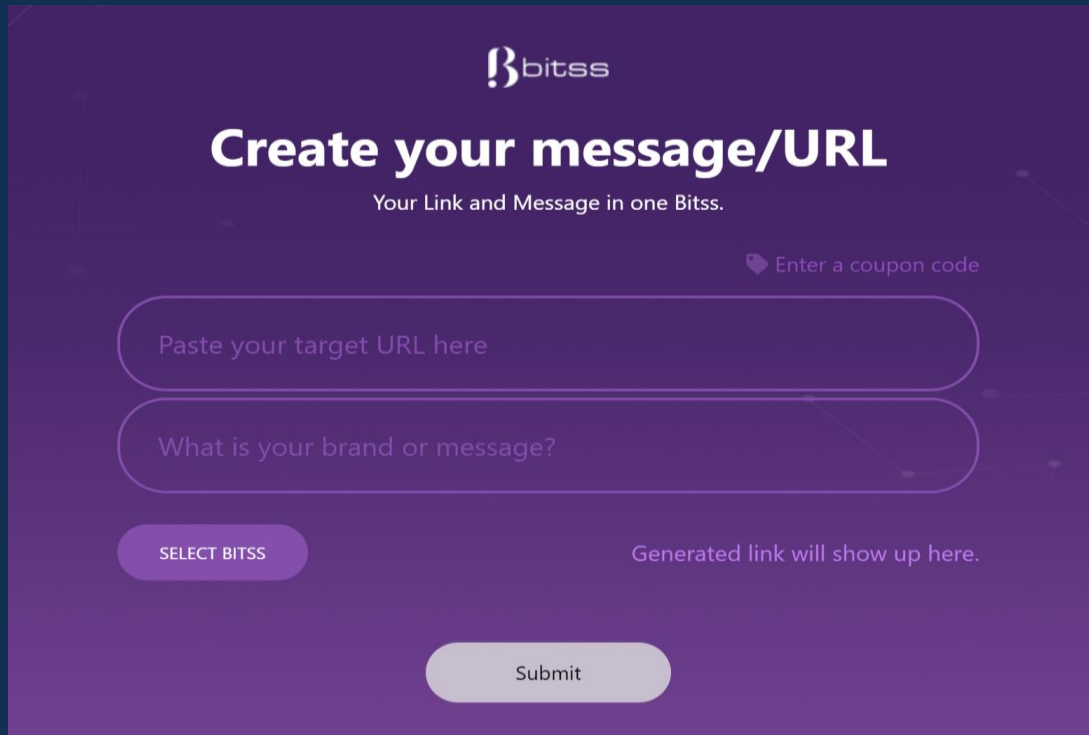 bitss
Create your message/URL
Your Link and Message in one Bitss.
Enter a coupon code
Paste your target URL here
What is your brand or message?
SELECT BITSS
Generated link will show up here.
Submit